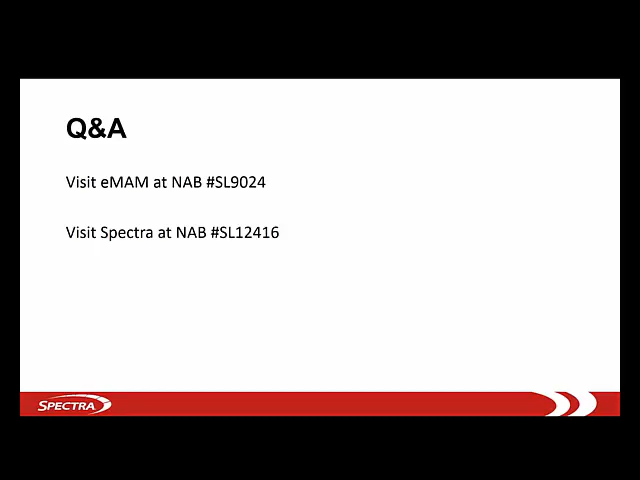 Q&A
Visit eMAM at NAB #SL9024
Visit Spectra at NAB #SL12416
SPECTRA